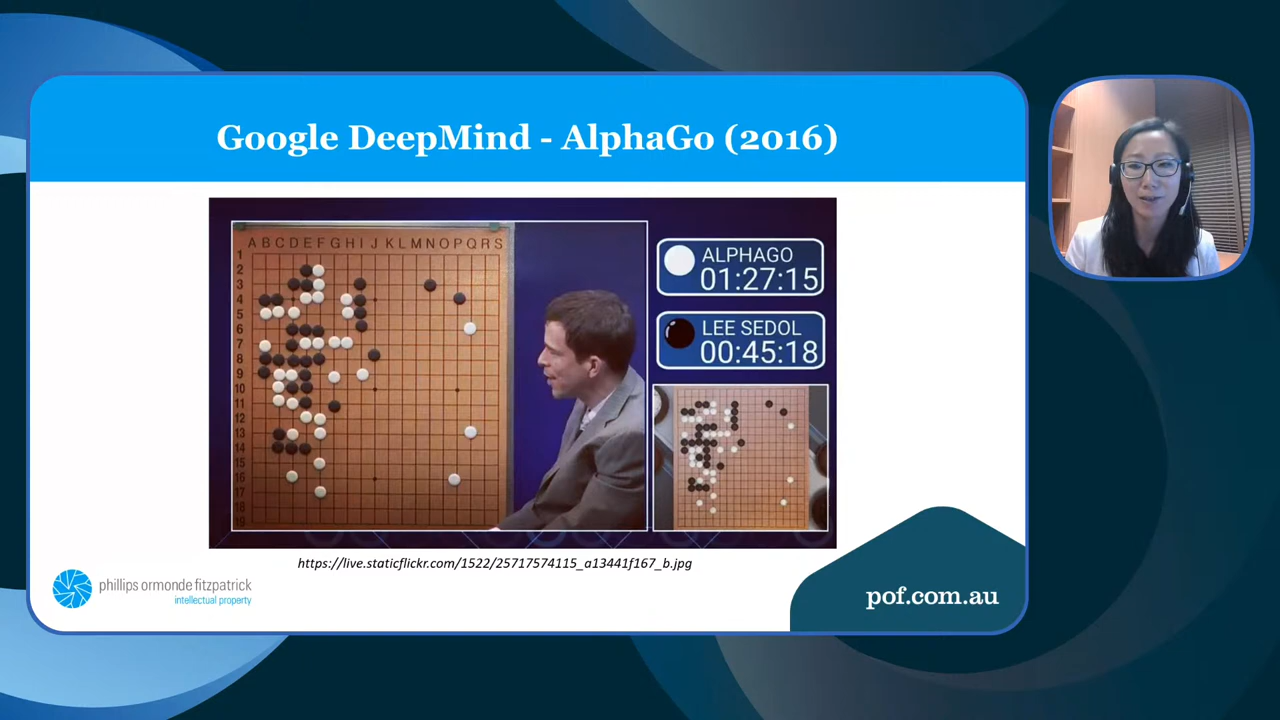 Google DeepMind - AlphaGo (2016)
A B C D E F G H I J K L M N O P Q R S
1
2
3
4
5
6
7
8
9
10
11
12
13
14
15
16
17
18
19
ALPHAGO
01:27:15
LEE SEDOL
00:45:18
https://live.staticflickr.com/1522/25717574115_a13441f167_b.jpg
phillips ormonde fitzpatrick
intellectual property
pof.com.au